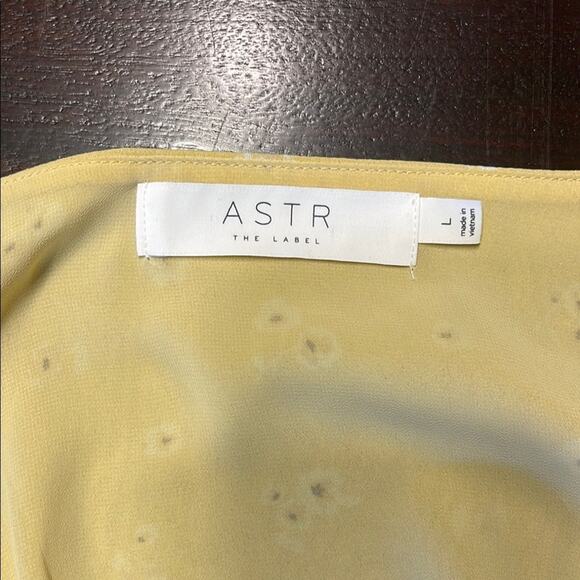 ASTR
THE LABEL
L
made in
vietnam